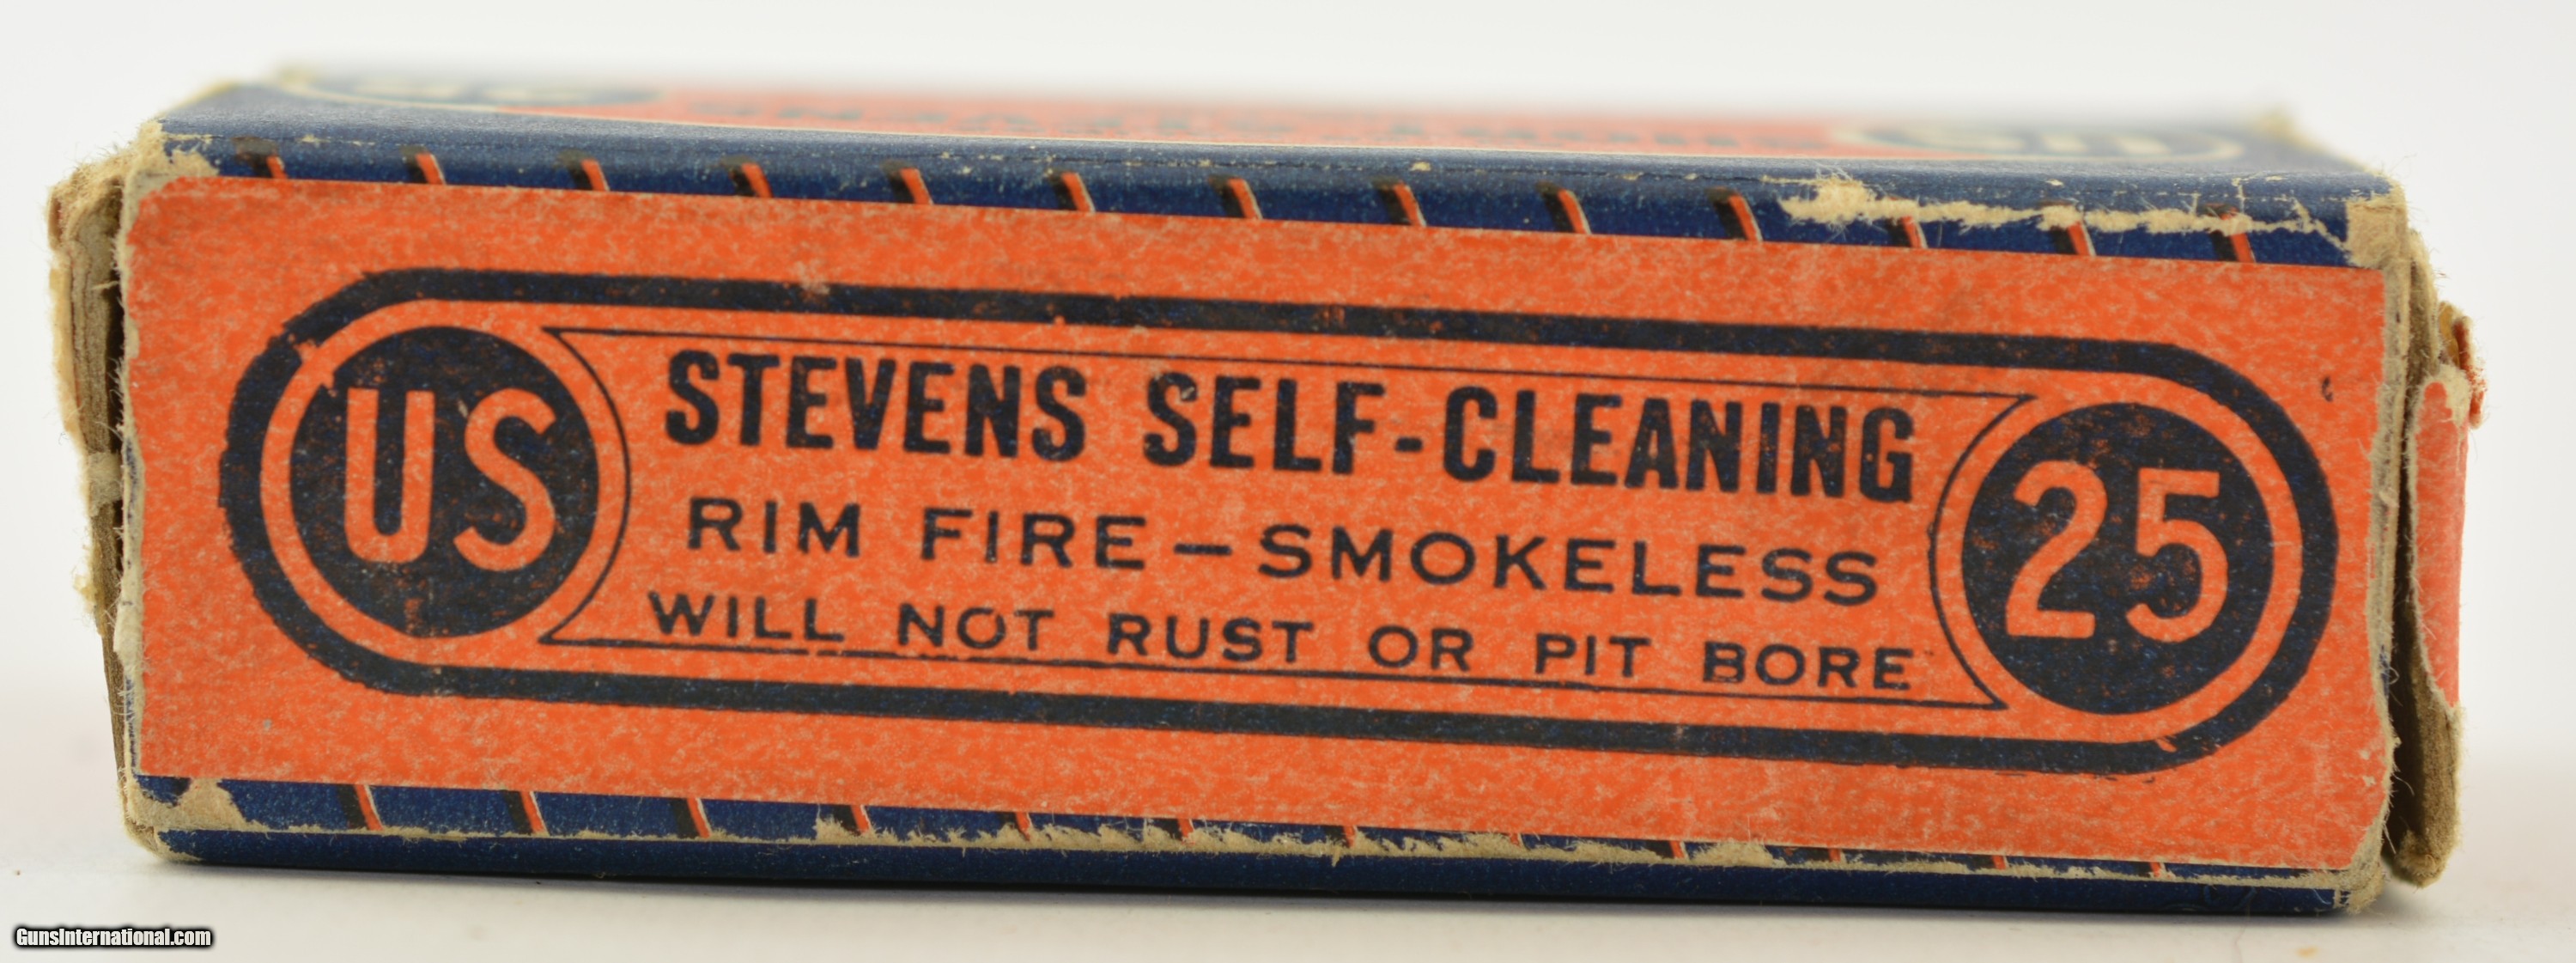 US
STEVENS SELF-CLEANING
RIM FIRE - SMOKELESS
WILL NOT RUST OR PIT BORE
25
GunsInternational.com